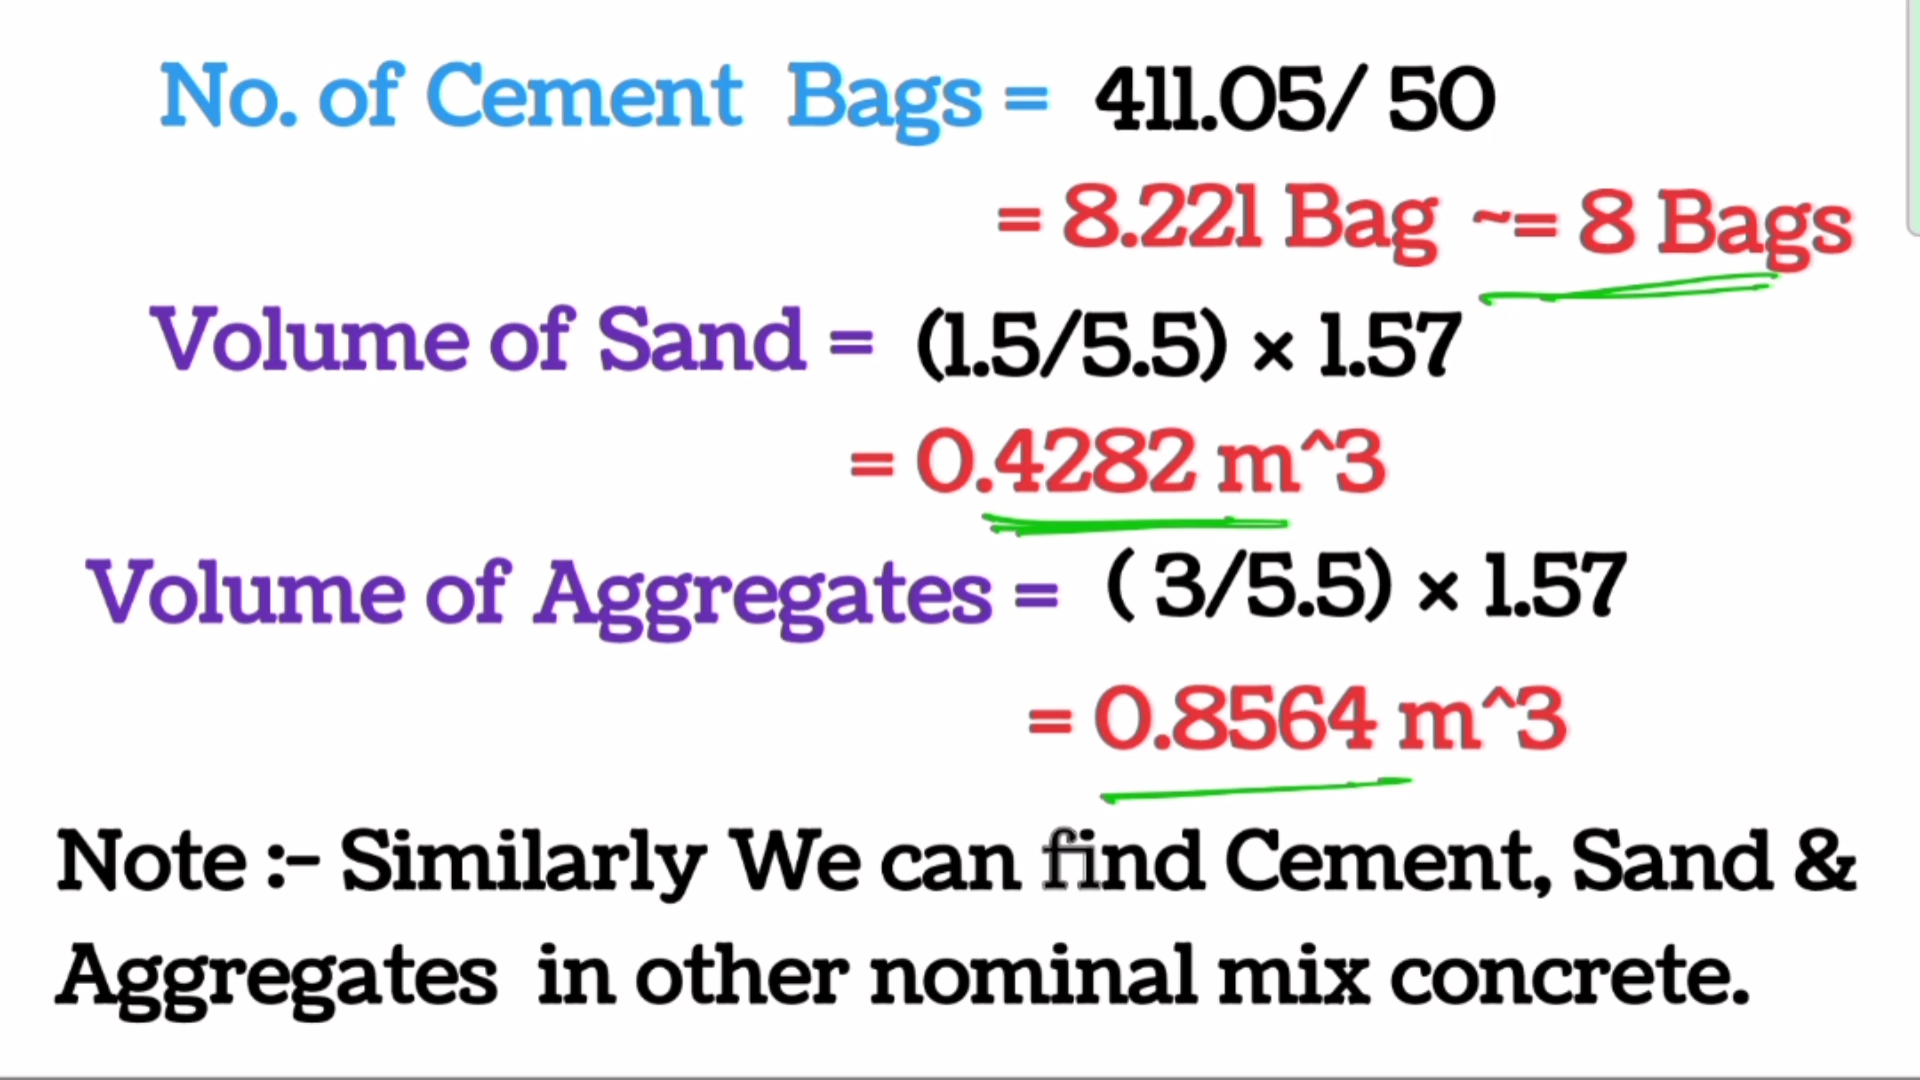 No. of Cement Bags = 411.05/ 50
= 8.221 Bag ~= 8 Bags
Volume of Sand = (1.5/5.5) × 1.57
= 0.4282 m^3
Volume of Aggregates = ( 3/5.5) × 1.57
= 0.8564 m^3
Note :- Similarly We can find Cement, Sand &
Aggregates in other nominal mix concrete.